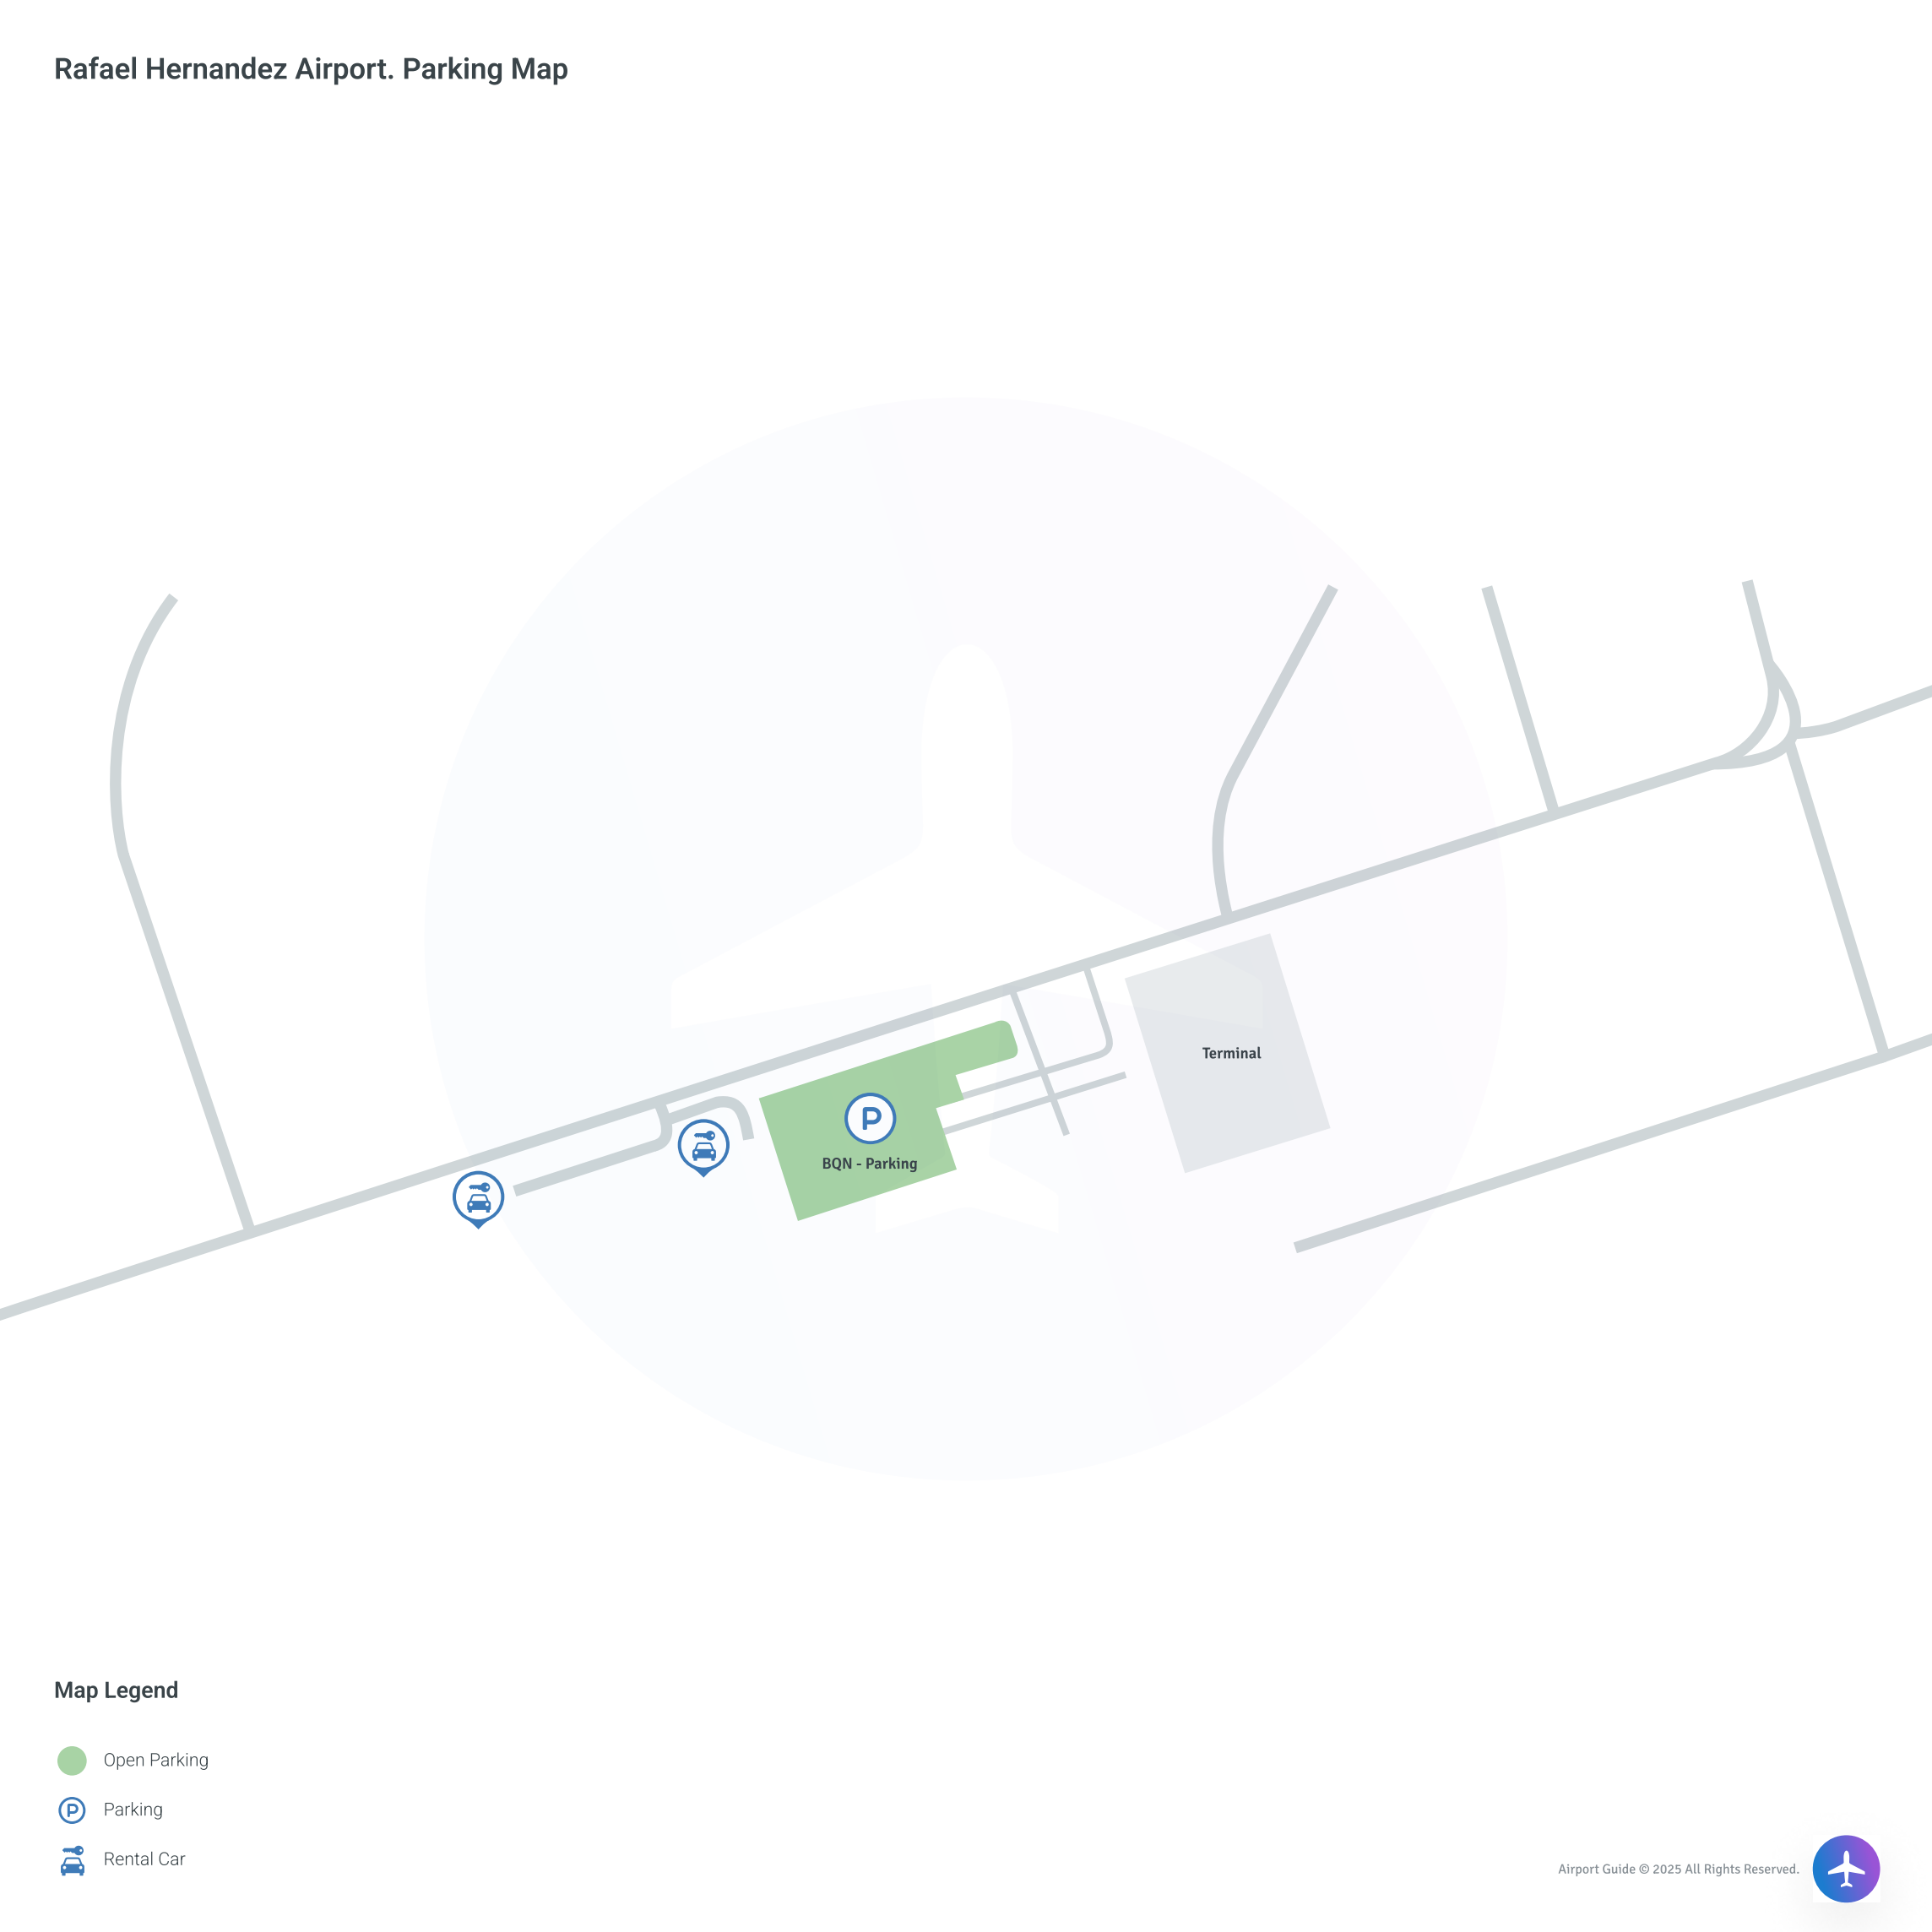 Rafael Hernandez Airport. Parking Map
Terminal
P
BQN - Parking
Map Legend
Open Parking
P
Parking
Rental Car
Airport Guide © 2025 All Rights Reserved.